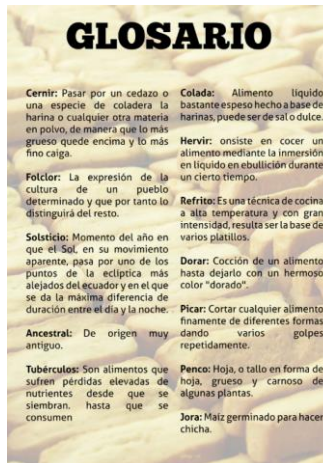 GLOSARIO
Cernir: Pasar por un cedazo o
una especie de coladera la
harina o cualquier otra materia
en polvo, de manera que lo más
grueso quede encima y lo más
fino caiga.
Folclor: La expresión de la
cultura de un pueblo
determinado y que por tanto lo
distinguirá del resto.
Solsticio: Momento del año en
que el Sol, en su movimiento
aparente, pasa por uno de los
puntos de la eclíptica más
alejados del ecuador y en el que
se da la máxima diferencia de
duración entre el día y la noche.
Ancestral: De origen muy
antiguo.
Tubérculos: Son alimentos que
sufren pérdidas elevadas de
nutrientes desde que se
siembran. hasta que se
consumen
Colada: Alimento líquido
bastante espeso hecho a base de
harinas, puede ser de sal o dulce.
Hervir: onsiste en cocer un
alimento mediante la inmersión
en líquido en ebullición durante
un cierto tiempo.
Refrito: Es una técnica de cocina
a alta temperatura y con gran
intensidad, resulta ser la base de
varios platillos.
Dorar: Cocción de un alimento
hasta dejarlo con un hermoso
color "dorado".
Picar: Cortar cualquier alimento
finamente de diferentes formas
dando varios golpes
repetidamente.
Penco: Hoja, o tallo en forma de
hoja, grueso y carnoso de
algunas plantas.
Jora: Maíz germinado para hacer
chicha.